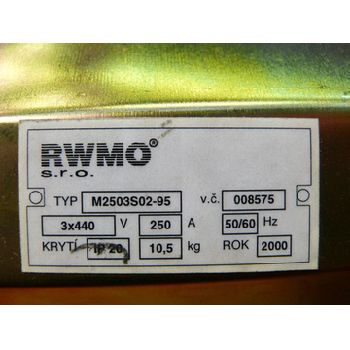 RWMO®
s.r.o.
TYP M2503S02-95 v.č. 008575
3x440 V 250 A 50/60 Hz
KRYTÍ IP 20 10,5 kg ROK 2000